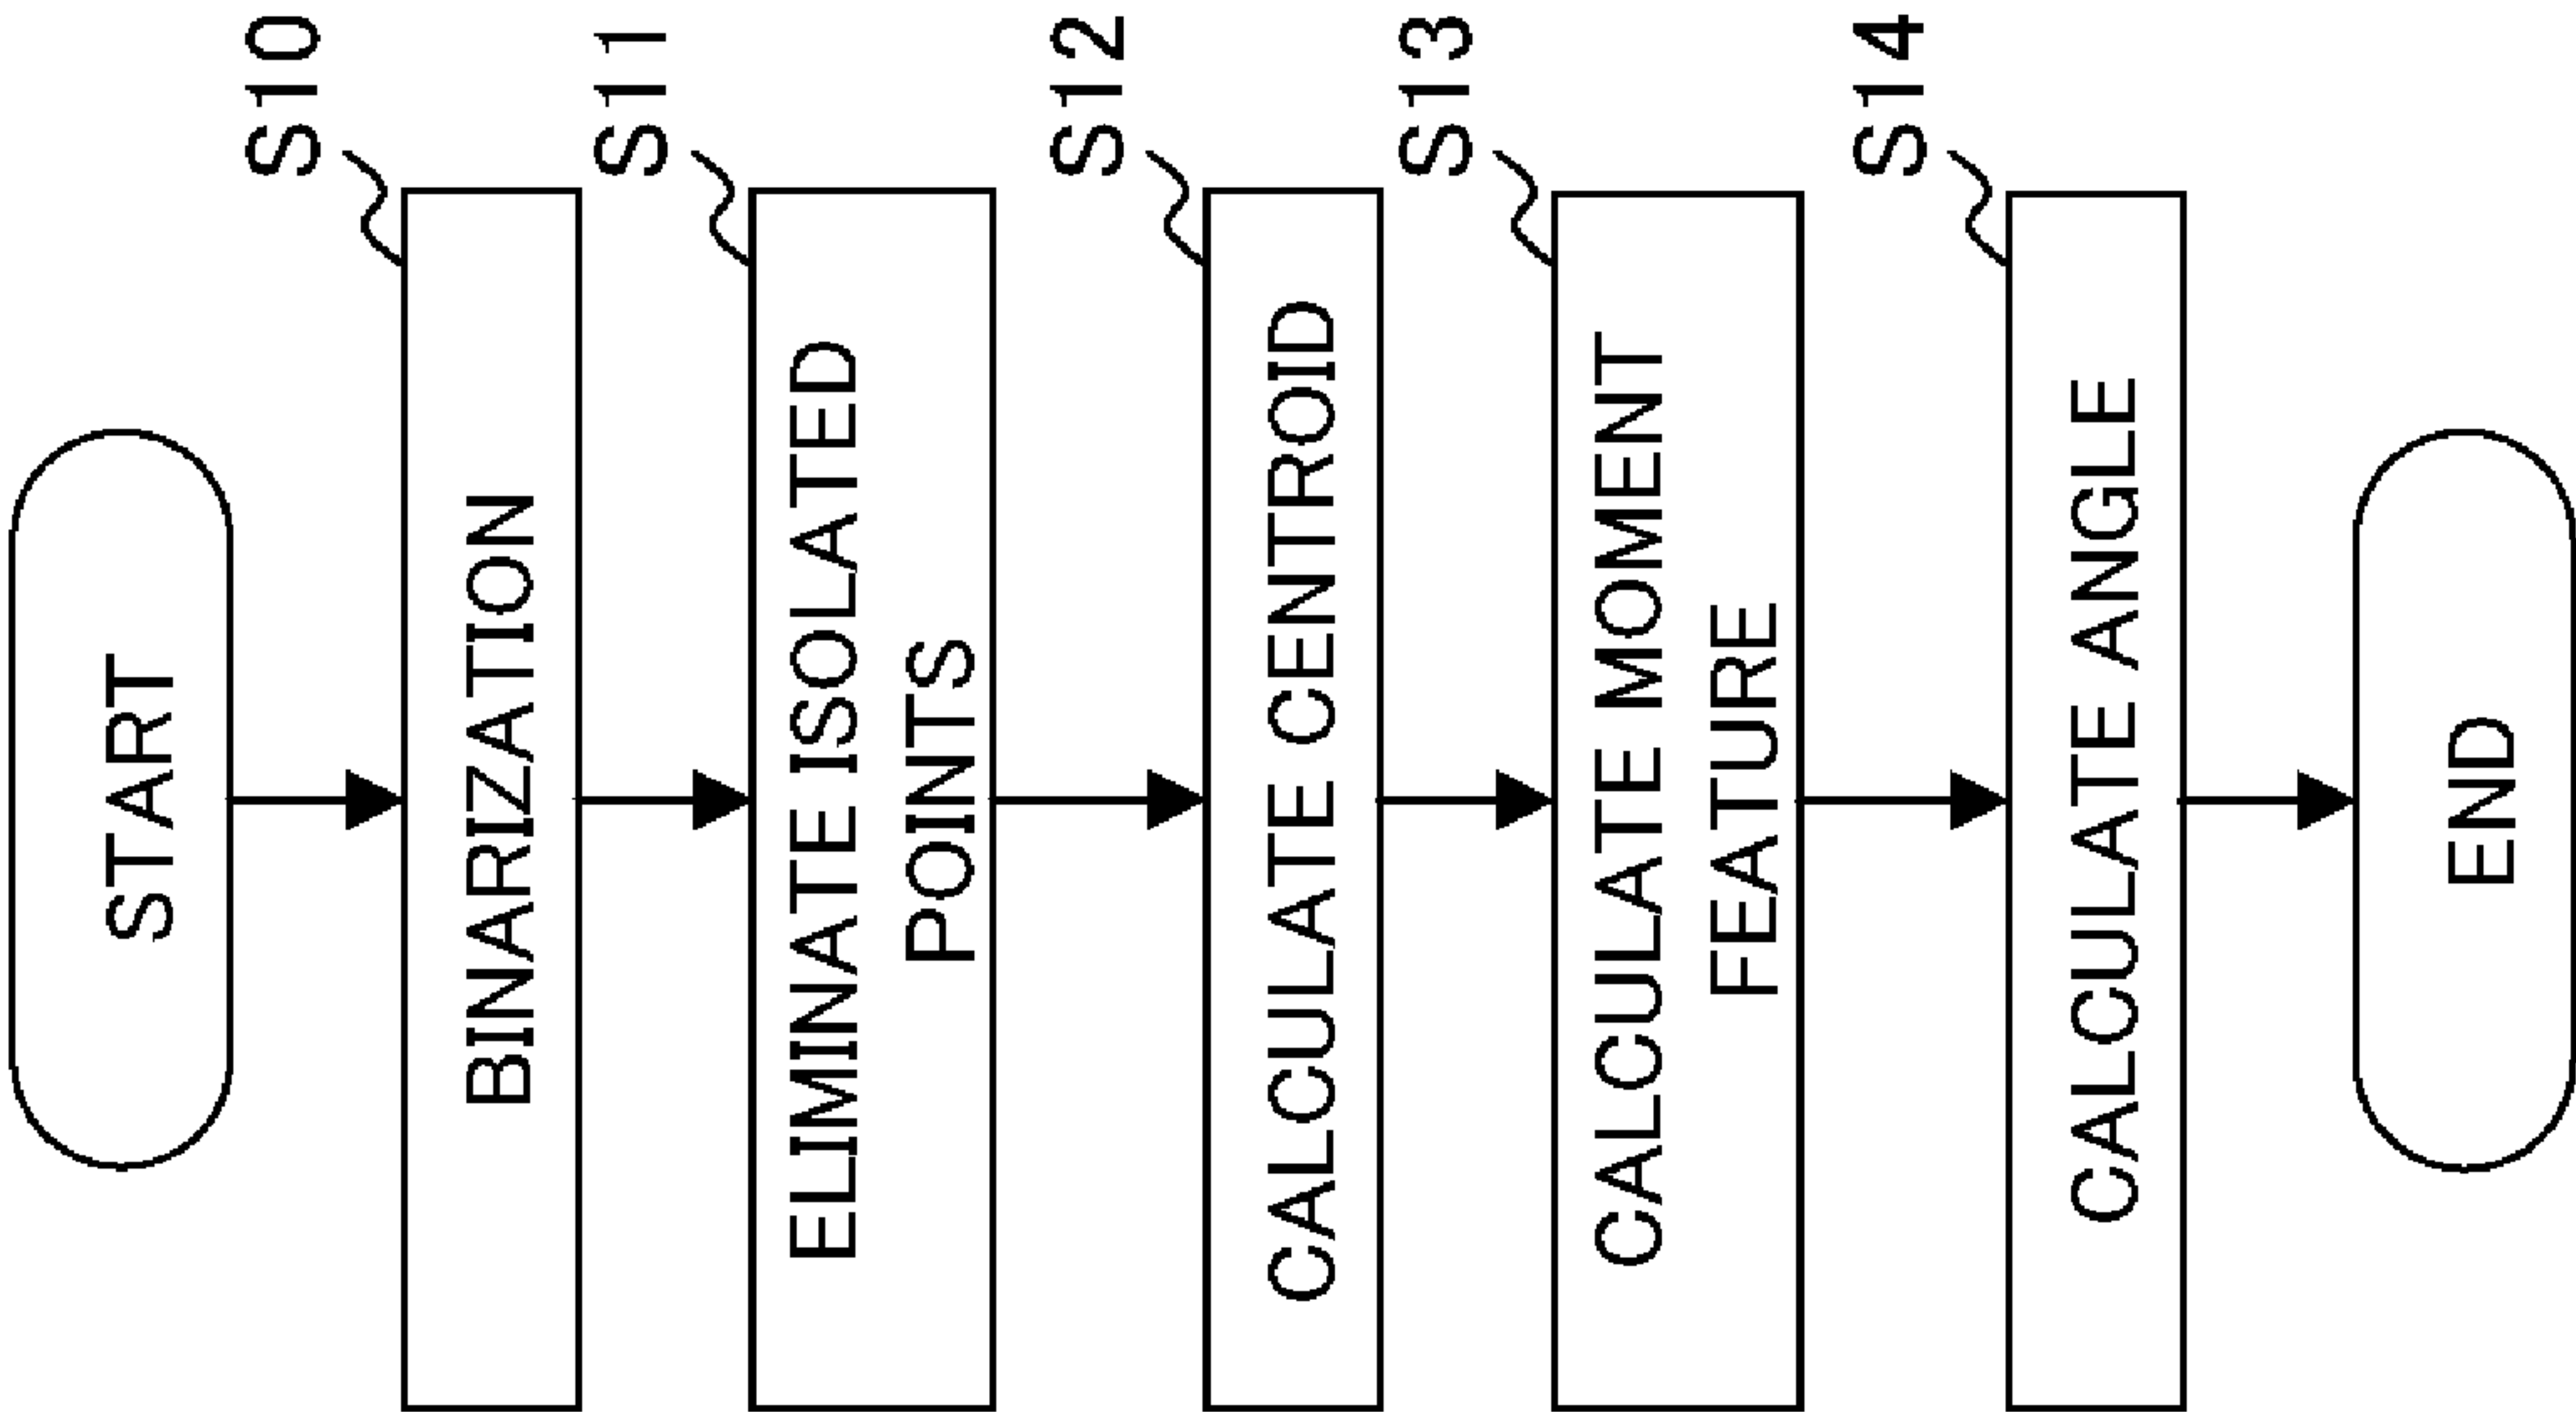 START
S10
BINARIZATION
S11
ELIMINATE ISOLATED
POINTS
S12
CALCULATE CENTROID
S13
CALCULATE MOMENT
FEATURE
S14
CALCULATE ANGLE
END